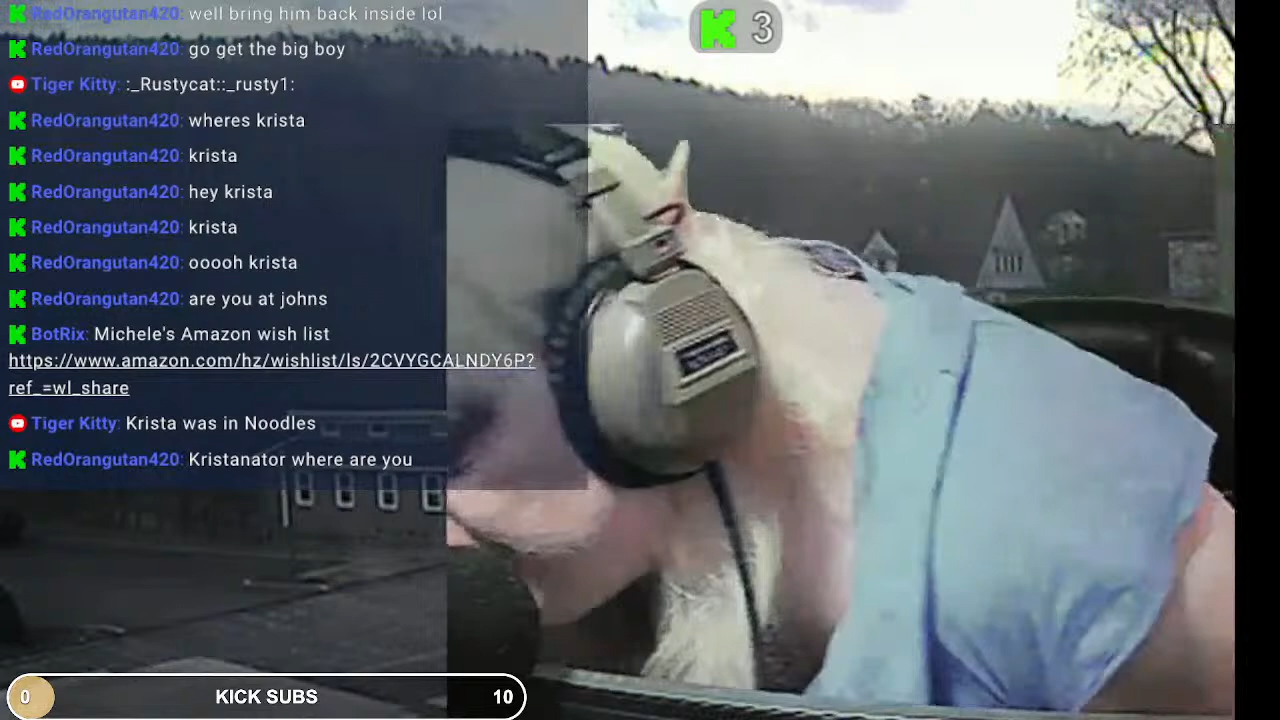 RedOrangutan420: well bring him back inside lol
K 3
RedOrangutan420: go get the big boy
Tiger Kitty: :_Rustycat::_rusty1:
RedOrangutan420: wheres krista
RedOrangutan420: krista
RedOrangutan420: hey krista
RedOrangutan420: krista
RedOrangutan420: ooooh krista
RedOrangutan420: are you at johns
BotRix: Michele's Amazon wish list
https://www.amazon.com/hz/wishlist/ls/2CVYGCALNDY6P?
ref_=wl_share
Tiger Kitty: Krista was in Noodles
RedOrangutan420: Kristanator where are you
0 KICK SUBS 10